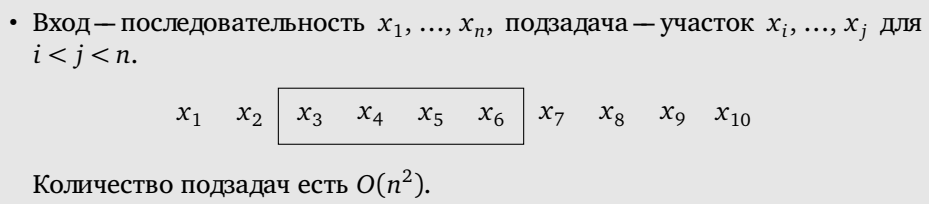 • Вход — последовательность x₁, …, xₙ, подзадача — участок xᵢ, …, xⱼ для
i < j < n.
x₁ x₂ x₃ x₄ x₅ x₆ x₇ x₈ x₉ x₁₀
Количество подзадач есть O(n²).